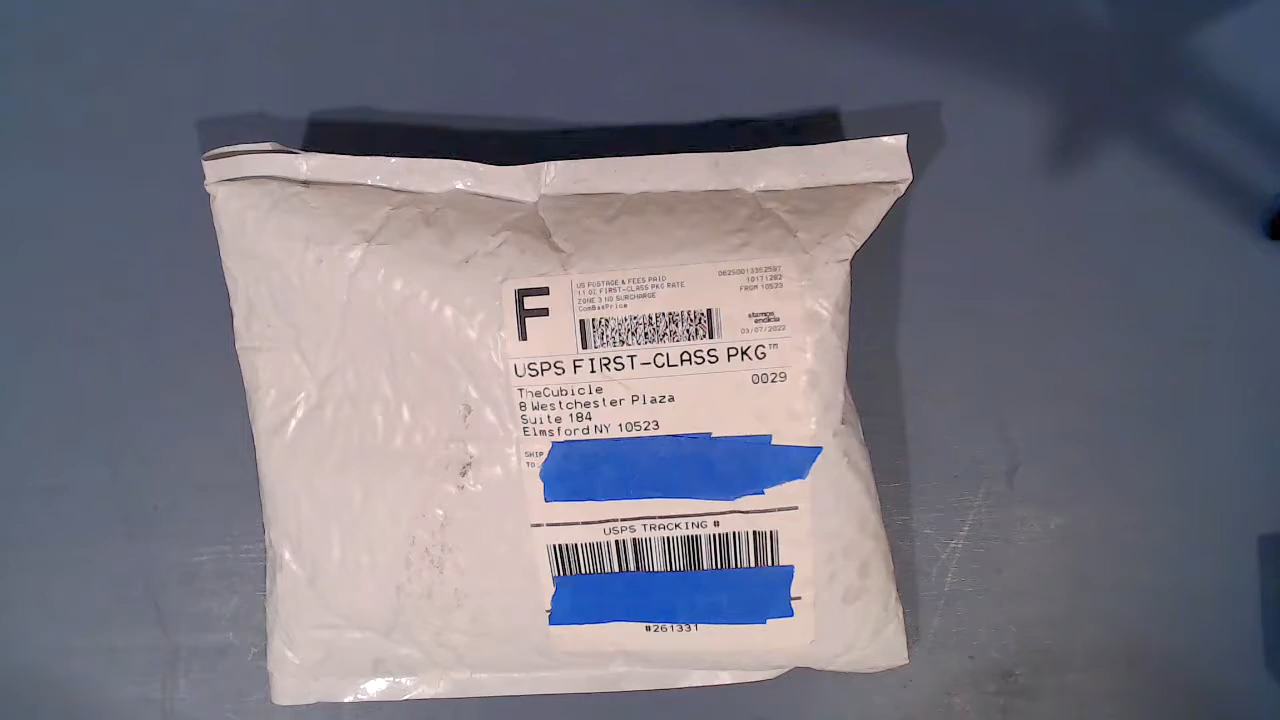 F
US POSTAGE & FEES PAID
11 OZ FIRST-CLASS PKG RATE
ZONE 3 NO SURCHARGE
ComBasPrice
0625001335259?
10171282
FROM 10523
stamps
endicia
03/07/2022
USPS FIRST-CLASS PKG™
TheCubicle
8 Westchester Plaza
Suite 184
Elmsford NY 10523
0029
SHIP
TO:
USPS TRACKING #
#261331